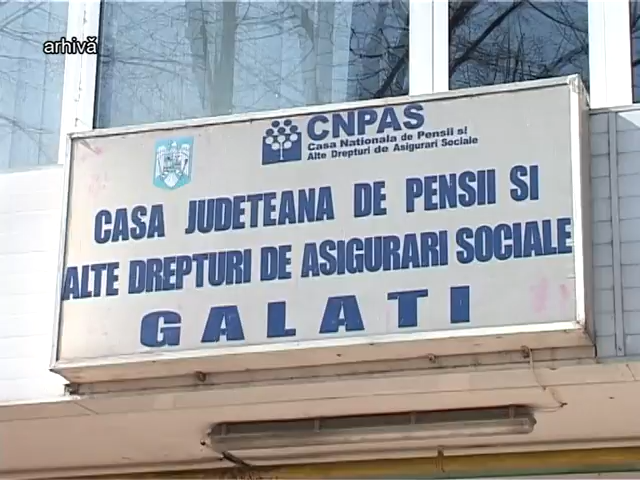 arhivă
CNPAS
Casa Nationala de Pensii si
Alte Drepturi de Asigurari Sociale
CASA JUDETEANA DE PENSII SI
ALTE DREPTURI DE ASIGURARI SOCIALE
GALATI